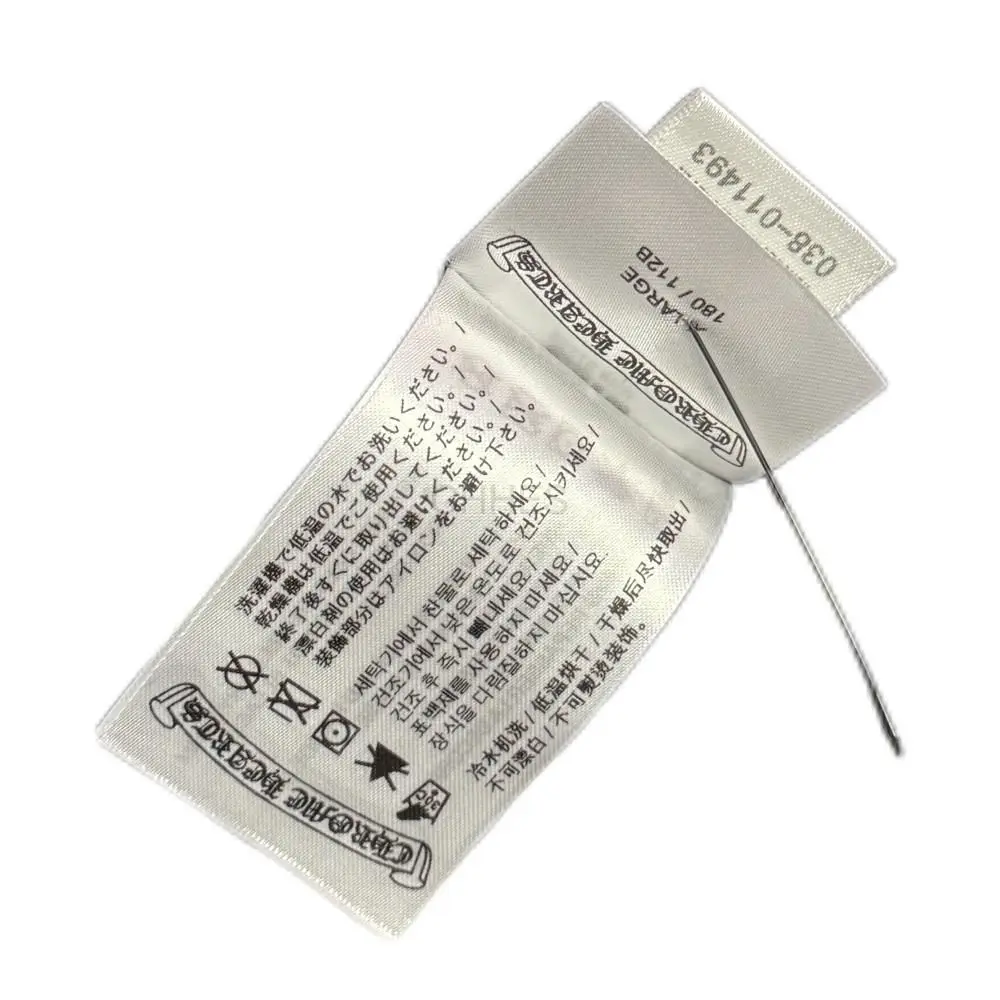 038-011493
180 / 112B
X-LARGE
CHROME HEARTS
洗濯機で低温の水でお洗いください。/
乾燥機は低温でご使用ください。/
終了後すぐに取り出してください。/
漂白剤の使用はお避けください。/
装飾部分はアイロンをお避け下さい。
세탁기에서 찬물로 세탁하세요/
건조기에서 낮은 온도로 건조시키세요/
건조 후 즉시 빼내세요/
표백제를 사용하지 마세요/
장식을 다림질하지 마십시요.
冷水机洗/低温烘干/干燥后尽快取出/
不可漂白/不可熨烫装饰。
30C
CHROME HEARTS